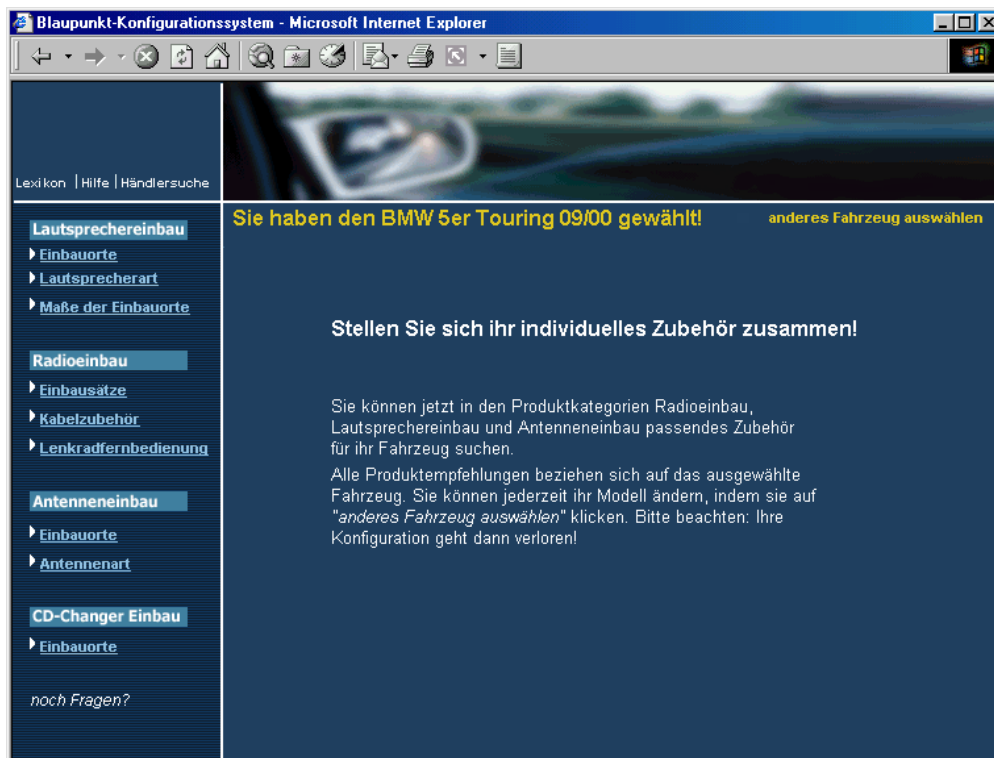 Blaupunkt-Konfigurationssystem - Microsoft Internet Explorer
Lexikon | Hilfe | Händlersuche
Sie haben den BMW 5er Touring 09/00 gewählt!
anderes Fahrzeug auswählen
Lautsprechereinbau
Einbauorte
Lautsprecherart
Maße der Einbauorte
Radioeinbau
Einbausätze
Kabelzubehör
Lenkradfernbedienung
Antenneneinbau
Einbauorte
Antennenart
CD-Changer Einbau
Einbauorte
noch Fragen?
Stellen Sie sich ihr individuelles Zubehör zusammen!
Sie können jetzt in den Produktkategorien Radioeinbau,
Lautsprechereinbau und Antenneneinbau passendes Zubehör
für ihr Fahrzeug suchen.
Alle Produktempfehlungen beziehen sich auf das ausgewählte
Fahrzeug. Sie können jederzeit ihr Modell ändern, indem sie auf
"anderes Fahrzeug auswählen" klicken. Bitte beachten: Ihre
Konfiguration geht dann verloren!